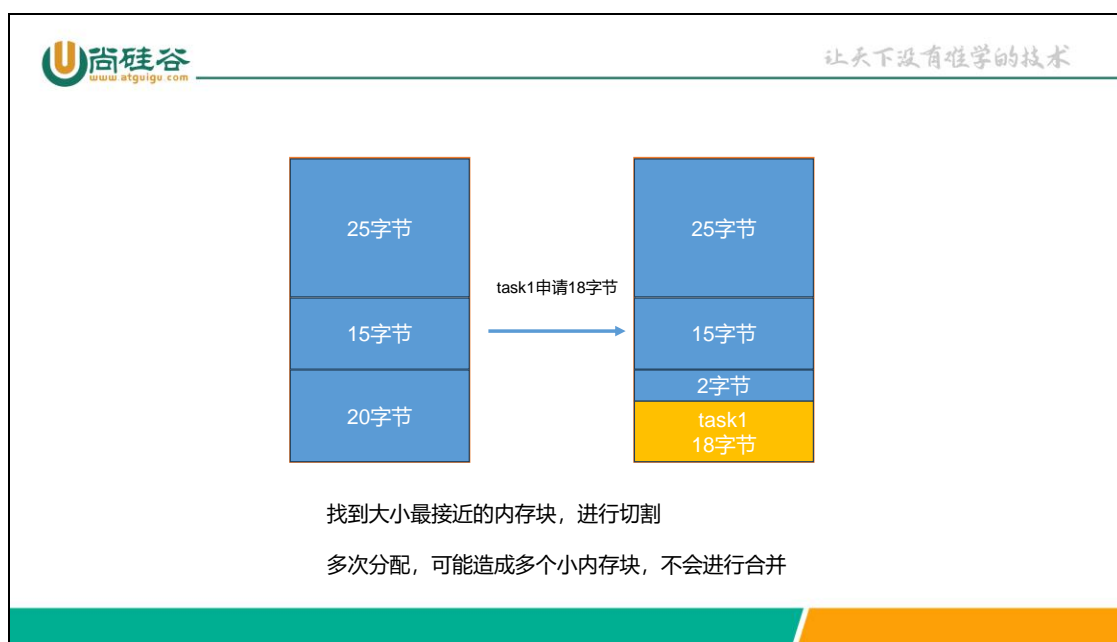 尚硅谷
www.atguigu.com
让天下没有难学的技术
25字节
15字节
20字节
task1申请18字节
25字节
15字节
2字节
task1
18字节
找到大小最接近的内存块，进行切割
多次分配，可能造成多个小内存块，不会进行合并